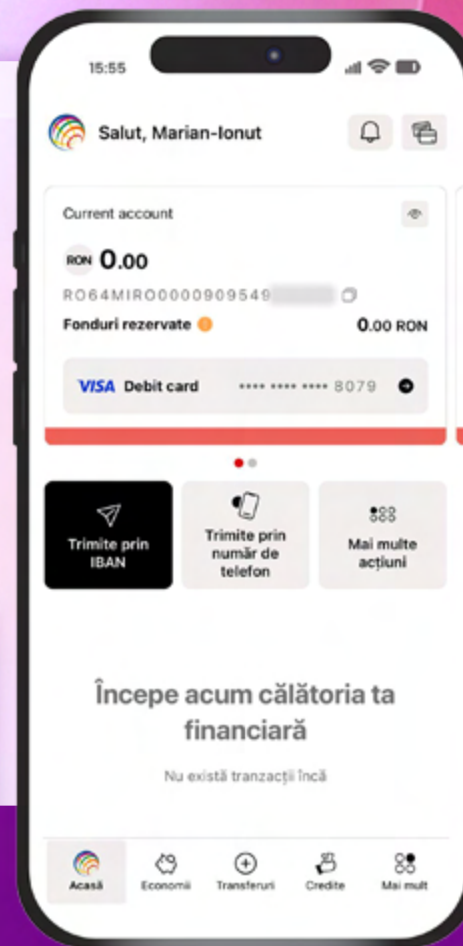 15:55
Salut, Marian-Ionut
Current account
RON 0.00
RO64MIRO0000909549
Fonduri rezervate
0.00 RON
VISA Debit card •••• •••• •••• 8079
Trimite prin
IBAN
Trimite prin
număr de
telefon
Mai multe
acțiuni
Începe acum călătoria ta
financiară
Nu există tranzacții încă
Acasă
Economii
Transferuri
Credite
Mai mult